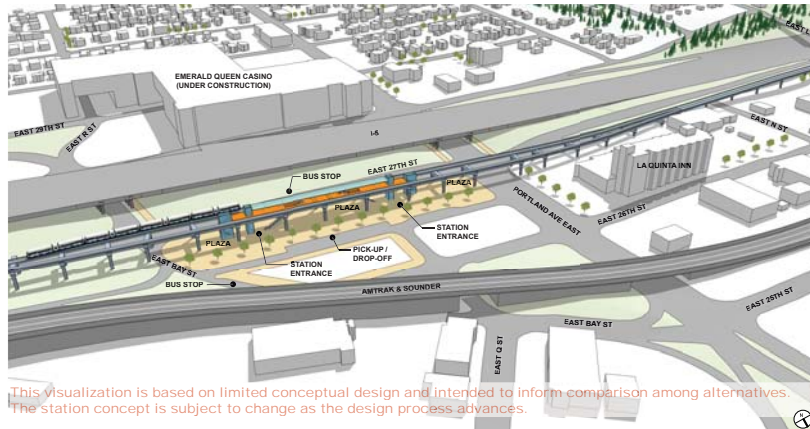 EAST L
EMERALD QUEEN CASINO
(UNDER CONSTRUCTION)
EAST 29TH ST
EAST R ST
I-5
EAST N ST
EAST 27TH ST
BUS STOP
LA QUINTA INN
PLAZA
PORTLAND AVE EAST
PLAZA
EAST 26TH ST
STATION
ENTRANCE
PLAZA
PICK-UP /
DROP-OFF
EAST BAY ST
STATION
ENTRANCE
BUS STOP
AMTRAK & SOUNDER
EAST 25TH ST
EAST BAY ST
EAST Q ST
This visualization is based on limited conceptual design and intended to inform comparison among alternatives.
The station concept is subject to change as the design process advances.
N